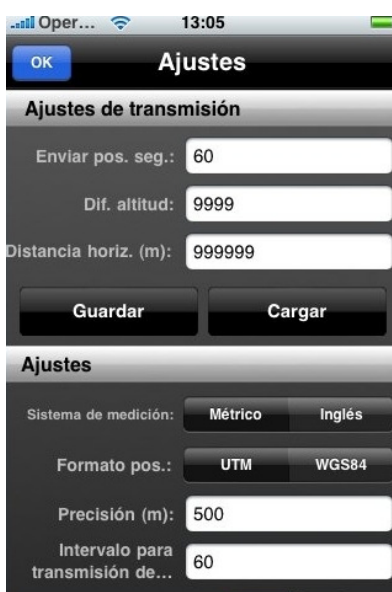 Oper... 13:05
OK Ajustes
Ajustes de transmisión
Enviar pos. seg.: 60
Dif. altitud: 9999
Distancia horiz. (m): 999999
Guardar Cargar
Ajustes
Sistema de medición: Métrico Inglés
Formato pos.: UTM WGS84
Precisión (m): 500
Intervalo para
transmisión de... 60